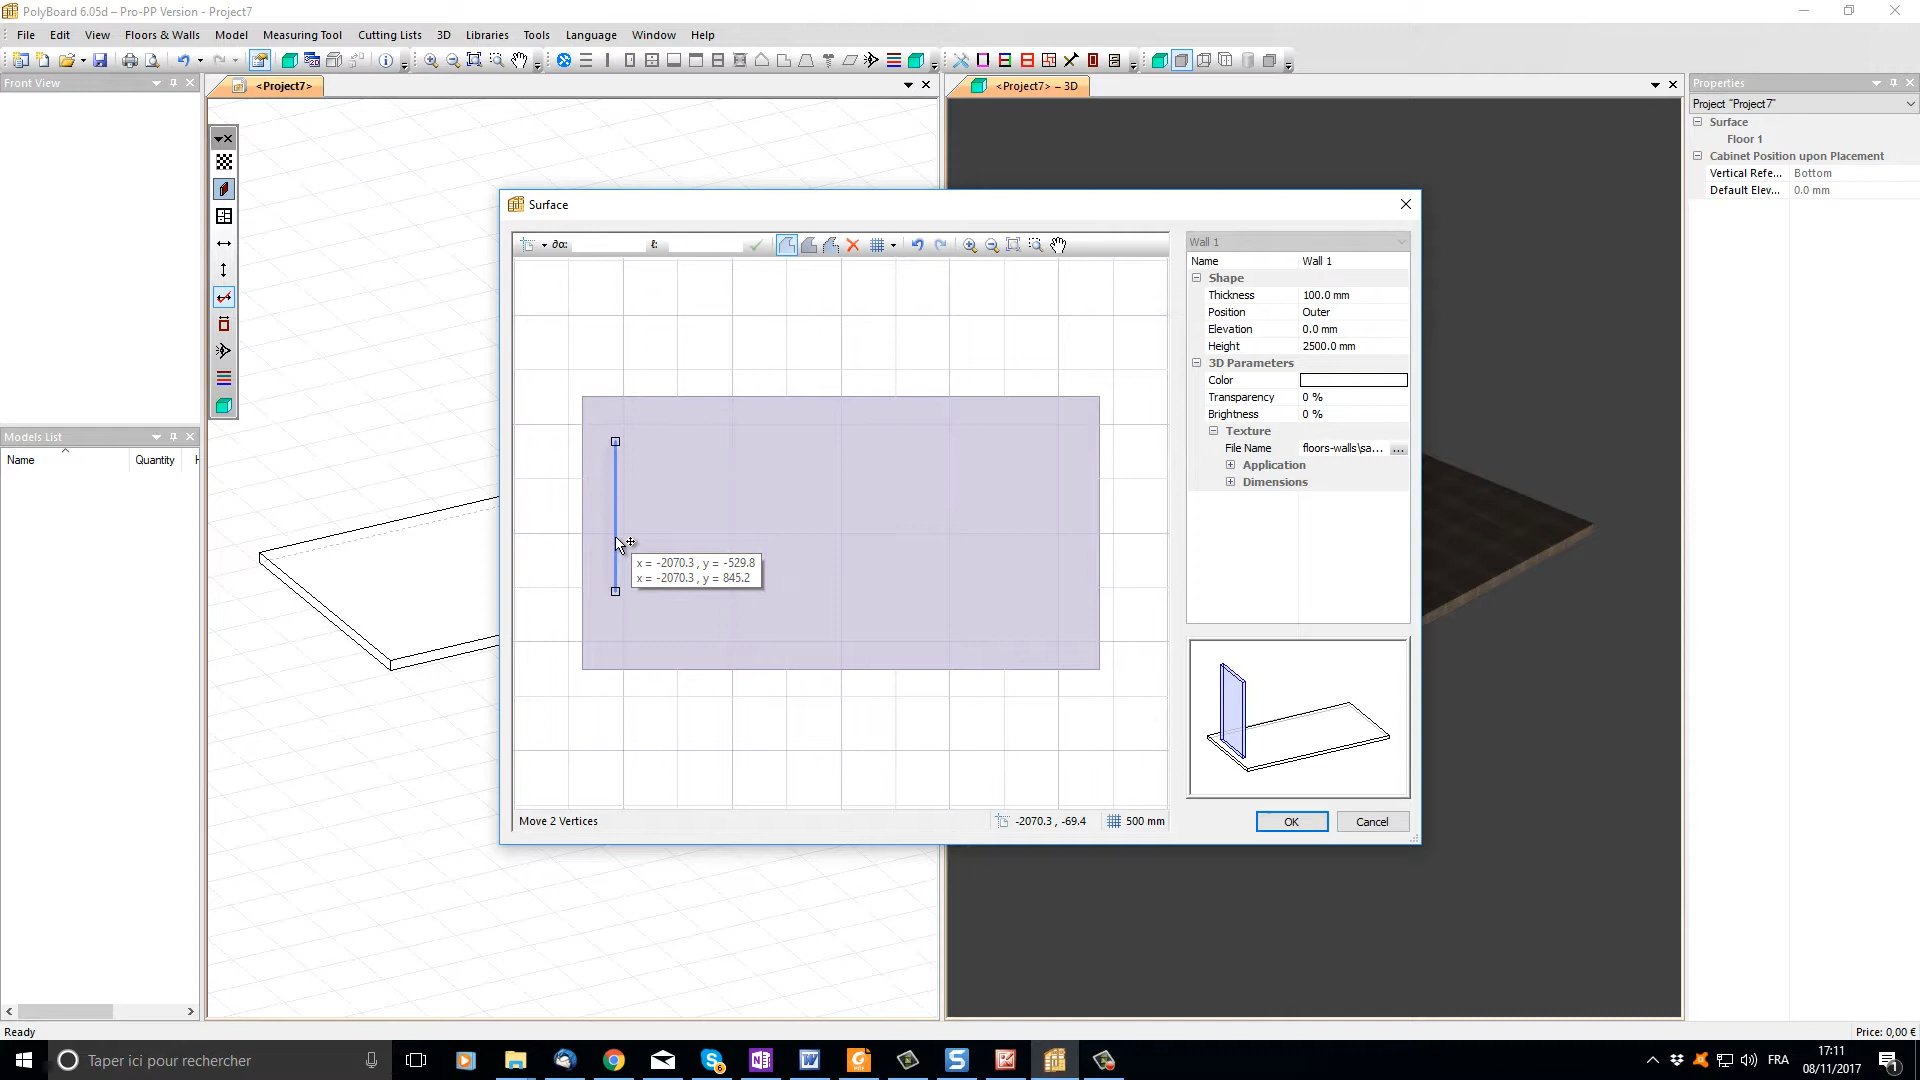 PolyBoard 6.05d – Pro-PP Version - Project7
File Edit View Floors & Walls Model Measuring Tool Cutting Lists 3D Libraries Tools Language Window Help
Front View
<Project7>
<Project7> – 3D
Properties
Project "Project7"
Surface
Floor 1
Cabinet Position upon Placement
Vertical Refe... Bottom
Default Elev... 0.0 mm
Models List
Name Quantity H
Surface
∂α: ℓ:
x = -2070.3 , y = -529.8
x = -2070.3 , y = 845.2
Move 2 Vertices -2070.3 , -69.4 500 mm
Wall 1
Name Wall 1
Shape
Thickness 100.0 mm
Position Outer
Elevation 0.0 mm
Height 2500.0 mm
3D Parameters
Color
Transparency 0 %
Brightness 0 %
Texture
File Name floors-walls\sa... ...
Application
Dimensions
OK Cancel
Ready Price: 0,00 €
Taper ici pour rechercher
6
FRA
17:11
08/11/2017
1